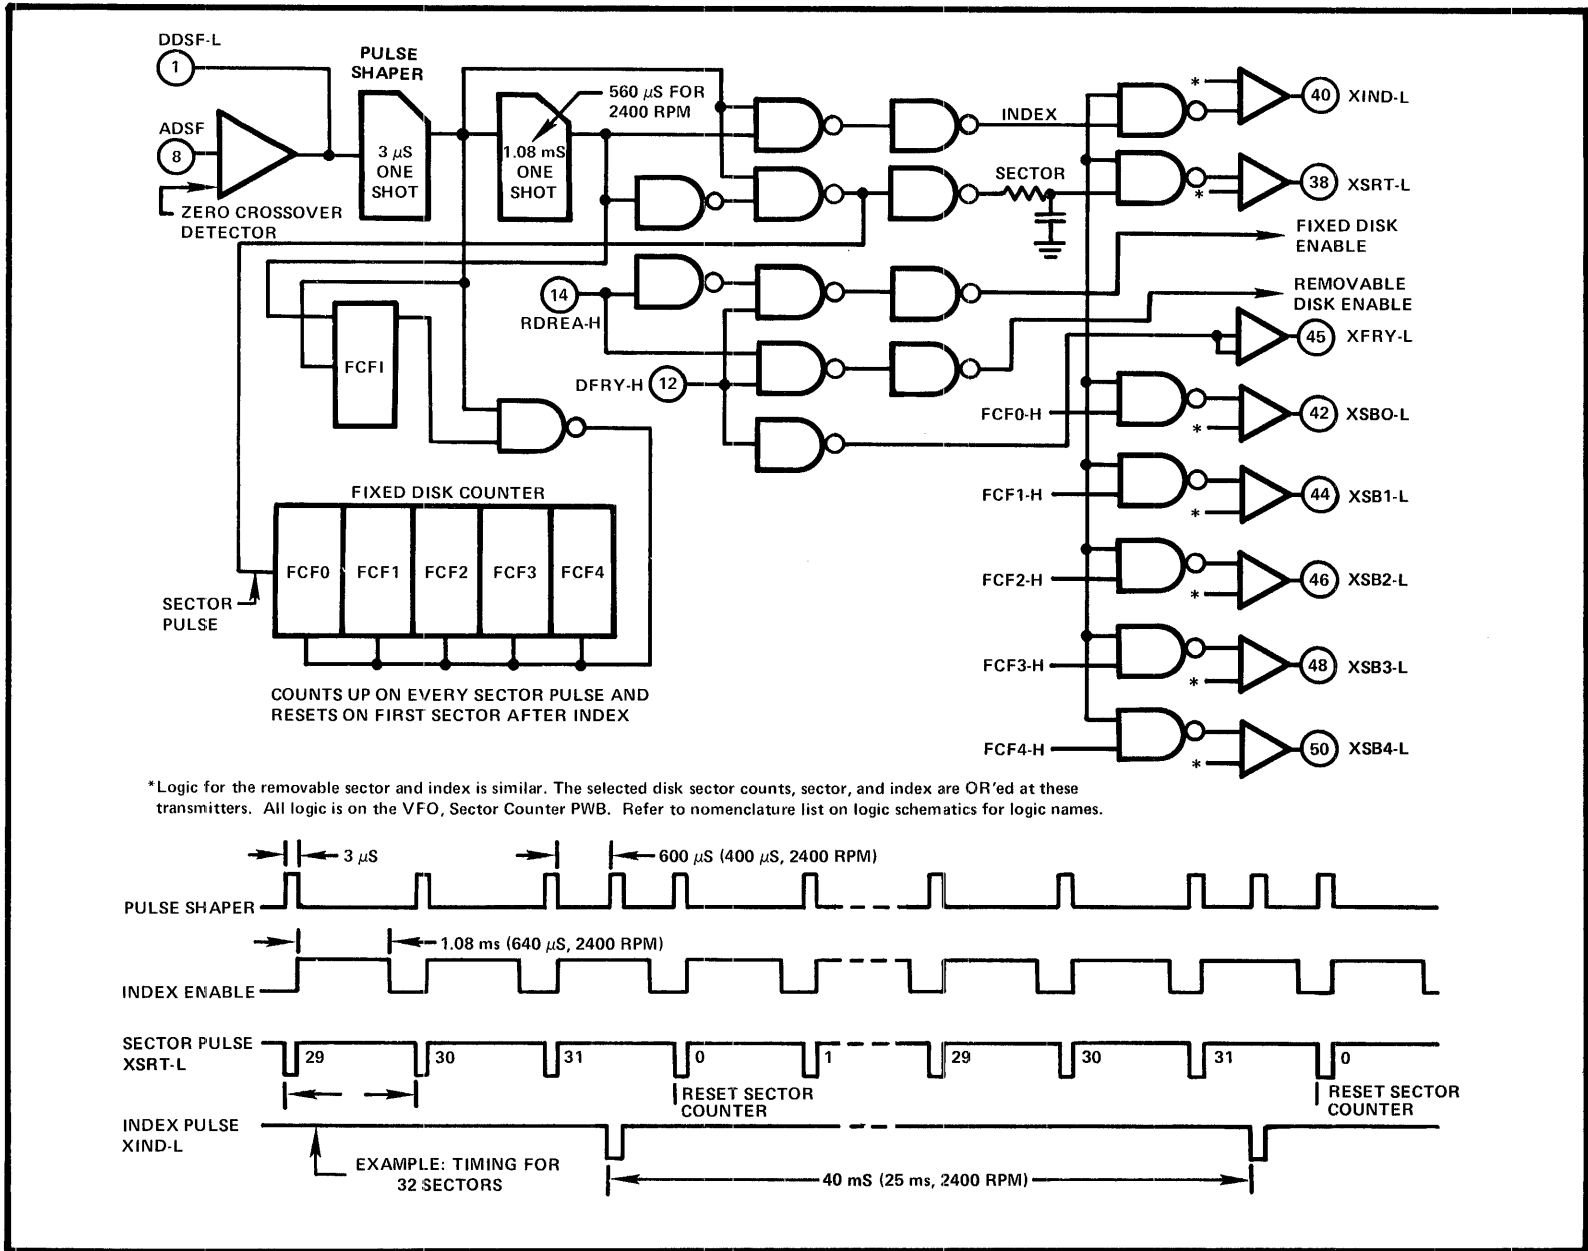 DDSF-L
1
PULSE
SHAPER
ADSF
8
3 μS
ONE
SHOT
ZERO CROSSOVER
DETECTOR
560 μS FOR
2400 RPM
1.08 mS
ONE
SHOT
INDEX
* 40 XIND-L
SECTOR
* 38 XSRT-L
FIXED DISK
ENABLE
14
RDREA-H
REMOVABLE
DISK ENABLE
45 XFRY-L
FCFI
DFRY-H 12
FCF0-H * 42 XSBO-L
FCF1-H * 44 XSB1-L
FCF2-H * 46 XSB2-L
FCF3-H * 48 XSB3-L
FCF4-H * 50 XSB4-L
FIXED DISK COUNTER
FCF0 FCF1 FCF2 FCF3 FCF4
SECTOR
PULSE
COUNTS UP ON EVERY SECTOR PULSE AND
RESETS ON FIRST SECTOR AFTER INDEX
*Logic for the removable sector and index is similar. The selected disk sector counts, sector, and index are OR'ed at these
transmitters. All logic is on the VFO, Sector Counter PWB. Refer to nomenclature list on logic schematics for logic names.
3 μS
600 μS (400 μS, 2400 RPM)
PULSE SHAPER
1.08 ms (640 μS, 2400 RPM)
INDEX ENABLE
SECTOR PULSE
XSRT-L
29 30 31 0 1 29 30 31 0
RESET SECTOR
COUNTER
RESET SECTOR
COUNTER
INDEX PULSE
XIND-L
EXAMPLE: TIMING FOR
32 SECTORS
40 mS (25 ms, 2400 RPM)